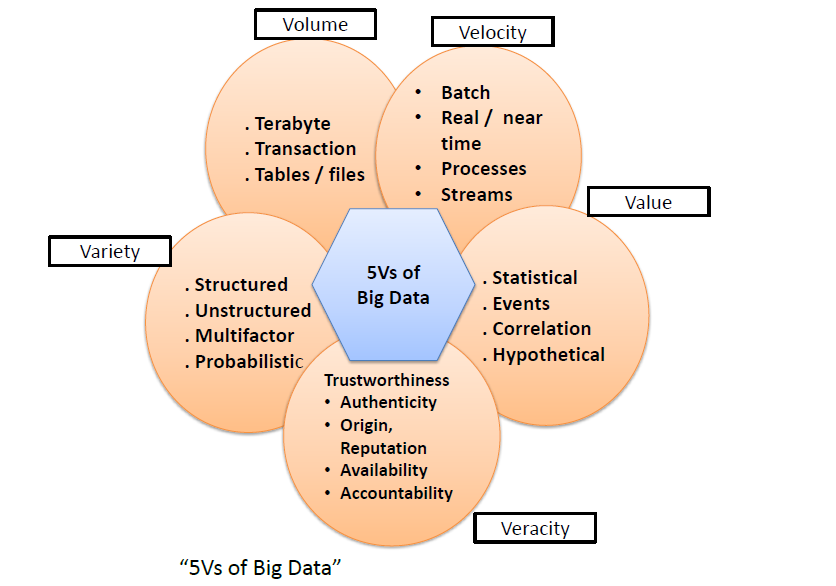 Volume
. Terabyte
. Transaction
. Tables / files
Velocity
• Batch
• Real / near
time
• Processes
• Streams
Value
. Statistical
. Events
. Correlation
. Hypothetical
Variety
. Structured
. Unstructured
. Multifactor
. Probabilistic
5Vs of
Big Data
Trustworthiness
• Authenticity
• Origin,
Reputation
• Availability
• Accountability
Veracity
“5Vs of Big Data”